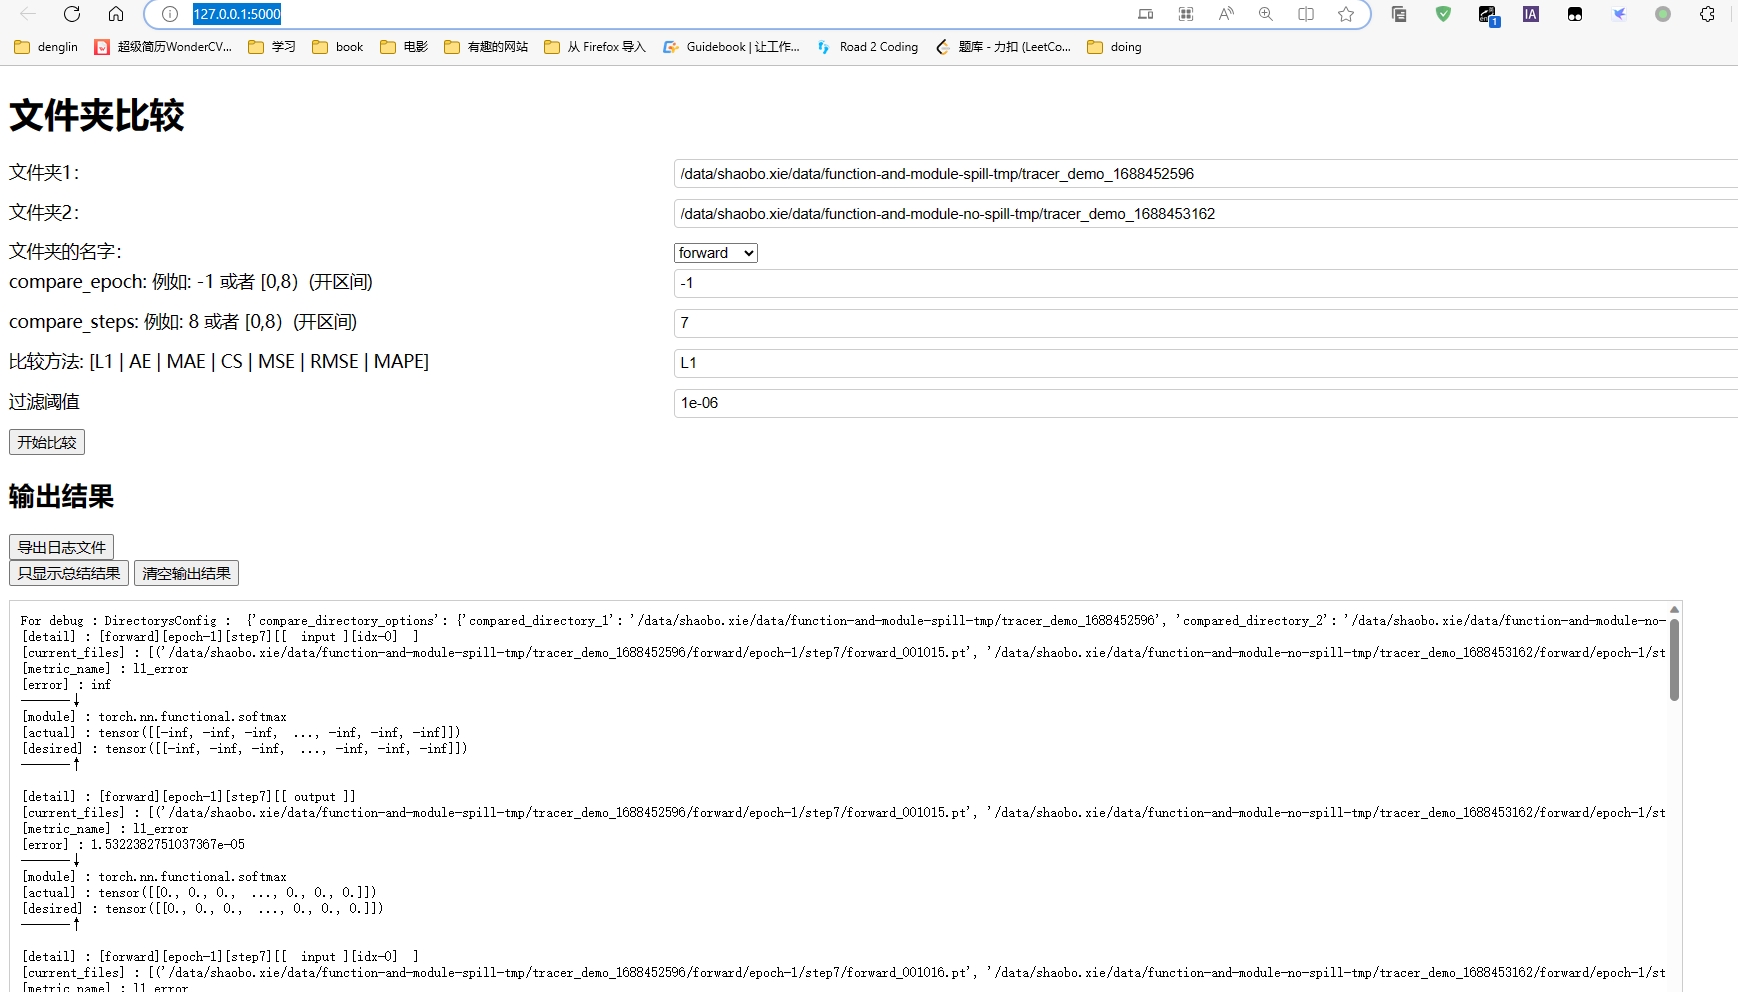 127.0.0.1:5000
denglin 超级简历WonderCV... 学习 book 电影 有趣的网站 从 Firefox 导入 Guidebook | 让工作... Road 2 Coding 题库 - 力扣 (LeetCo... doing
文件夹比较
文件夹1: /data/shaobo.xie/data/function-and-module-spill-tmp/tracer_demo_1688452596
文件夹2: /data/shaobo.xie/data/function-and-module-no-spill-tmp/tracer_demo_1688453162
文件夹的名字: forward
compare_epoch: 例如: -1 或者 [0,8）(开区间) -1
compare_steps: 例如: 8 或者 [0,8）(开区间) 7
比较方法: [L1 | AE | MAE | CS | MSE | RMSE | MAPE] L1
过滤阈值 1e-06
开始比较
输出结果
导出日志文件
只显示总结结果 清空输出结果
For debug : DirectorysConfig :  {'compare_directory_options': {'compared_directory_1': '/data/shaobo.xie/data/function-and-module-spill-tmp/tracer_demo_1688452596', 'compared_directory_2': '/data/shaobo.xie/data/function-and-module-no-
[detail] : [forward][epoch-1][step7][[  input ][idx-0]  ]
[current_files] : [('/data/shaobo.xie/data/function-and-module-spill-tmp/tracer_demo_1688452596/forward/epoch-1/step7/forward_001015.pt', '/data/shaobo.xie/data/function-and-module-no-spill-tmp/tracer_demo_1688453162/forward/epoch-1/st
[metric_name] : l1_error
[error] : inf
———————↓
[module] : torch.nn.functional.softmax
[actual] : tensor([[-inf, -inf, -inf,  ..., -inf, -inf, -inf]])
[desired] : tensor([[-inf, -inf, -inf,  ..., -inf, -inf, -inf]])
———————↑
[detail] : [forward][epoch-1][step7][[ output ]]
[current_files] : [('/data/shaobo.xie/data/function-and-module-spill-tmp/tracer_demo_1688452596/forward/epoch-1/step7/forward_001015.pt', '/data/shaobo.xie/data/function-and-module-no-spill-tmp/tracer_demo_1688453162/forward/epoch-1/st
[metric_name] : l1_error
[error] : 1.5322382751037367e-05
———————↓
[module] : torch.nn.functional.softmax
[actual] : tensor([[0., 0., 0.,  ..., 0., 0., 0.]])
[desired] : tensor([[0., 0., 0.,  ..., 0., 0., 0.]])
———————↑
[detail] : [forward][epoch-1][step7][[  input ][idx-0]  ]
[current_files] : [('/data/shaobo.xie/data/function-and-module-spill-tmp/tracer_demo_1688452596/forward/epoch-1/step7/forward_001016.pt', '/data/shaobo.xie/data/function-and-module-no-spill-tmp/tracer_demo_1688453162/forward/epoch-1/st
[metric_name] : l1_error